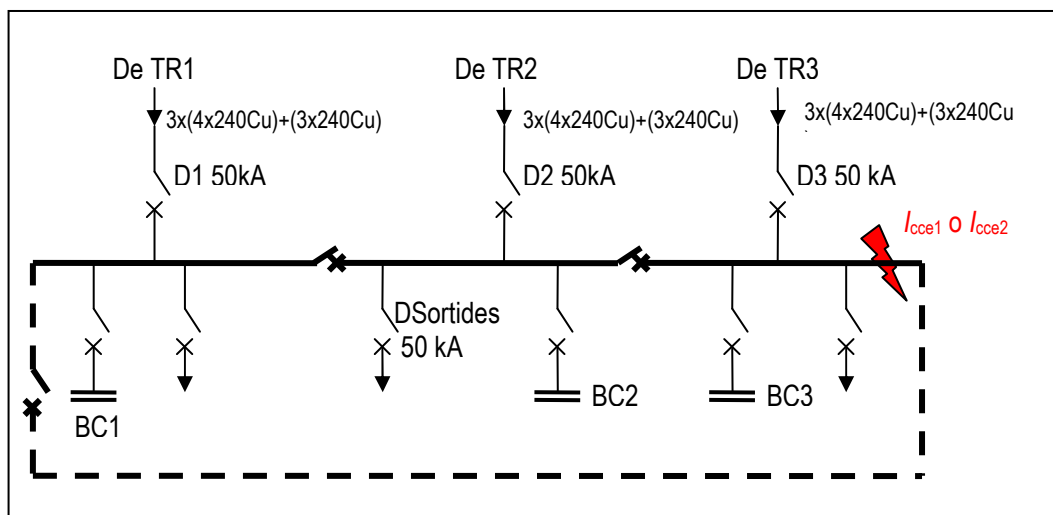 De TR1
De TR2
De TR3
3x(4x240Cu)+(3x240Cu)
3x(4x240Cu)+(3x240Cu)
3x(4x240Cu)+(3x240Cu
D1 50kA
D2 50kA
D3 50 kA
Icce1 o Icce2
DSortides
50 kA
BC1
BC2
BC3